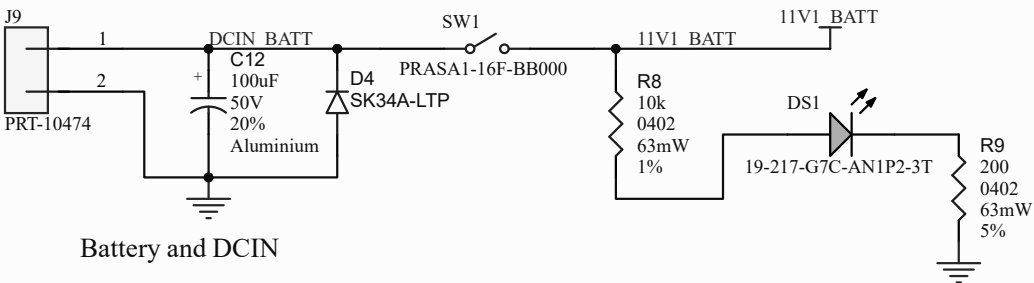 J9
1
2
PRT-10474
DCIN_BATT
+
C12
100uF
50V
20%
Aluminium
D4
SK34A-LTP
SW1
PRASA1-16F-BB000
11V1_BATT
11V1_BATT
R8
10k
0402
63mW
1%
DS1
19-217-G7C-AN1P2-3T
R9
200
0402
63mW
5%
Battery and DCIN